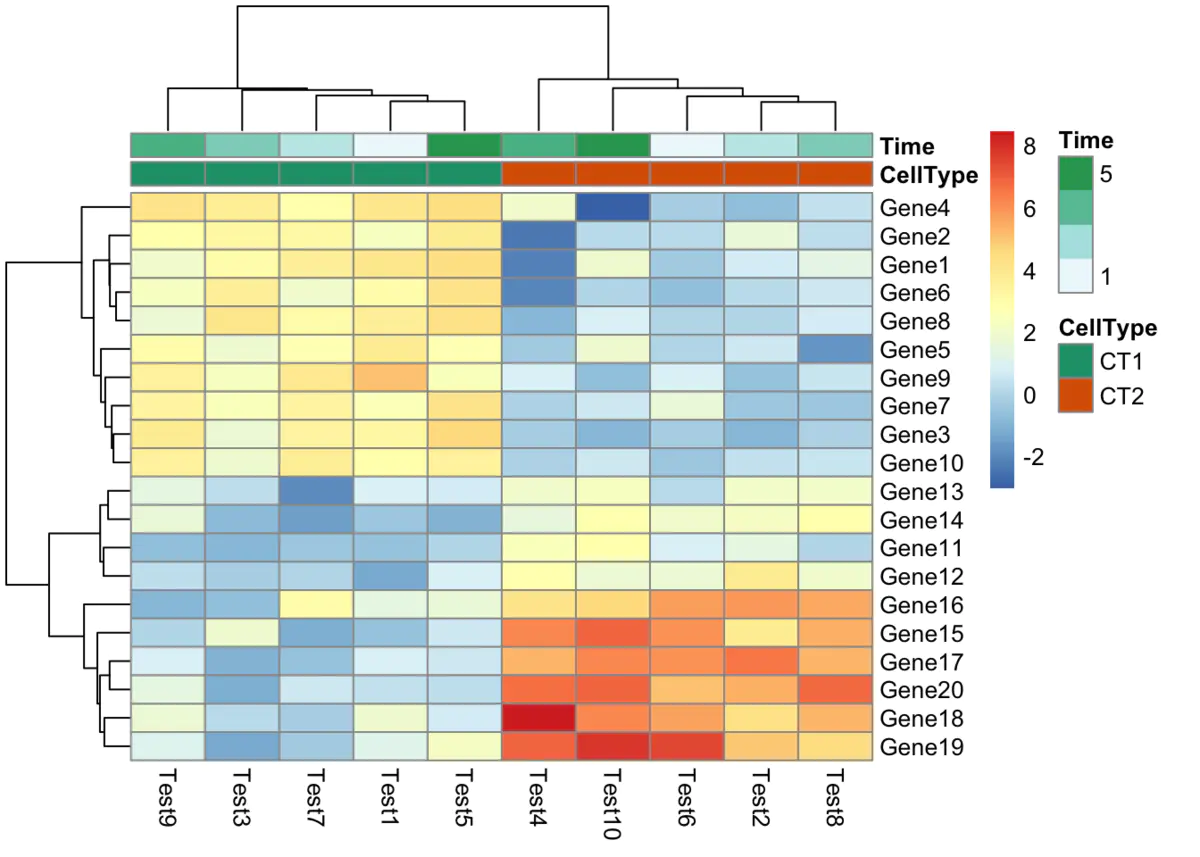 Time
CellType
Gene4
Gene2
Gene1
Gene6
Gene8
Gene5
Gene9
Gene7
Gene3
Gene10
Gene13
Gene14
Gene11
Gene12
Gene16
Gene15
Gene17
Gene20
Gene18
Gene19
Test9
Test3
Test7
Test1
Test5
Test4
Test10
Test6
Test2
Test8
8
6
4
2
0
-2
Time
5
1
CellType
CT1
CT2